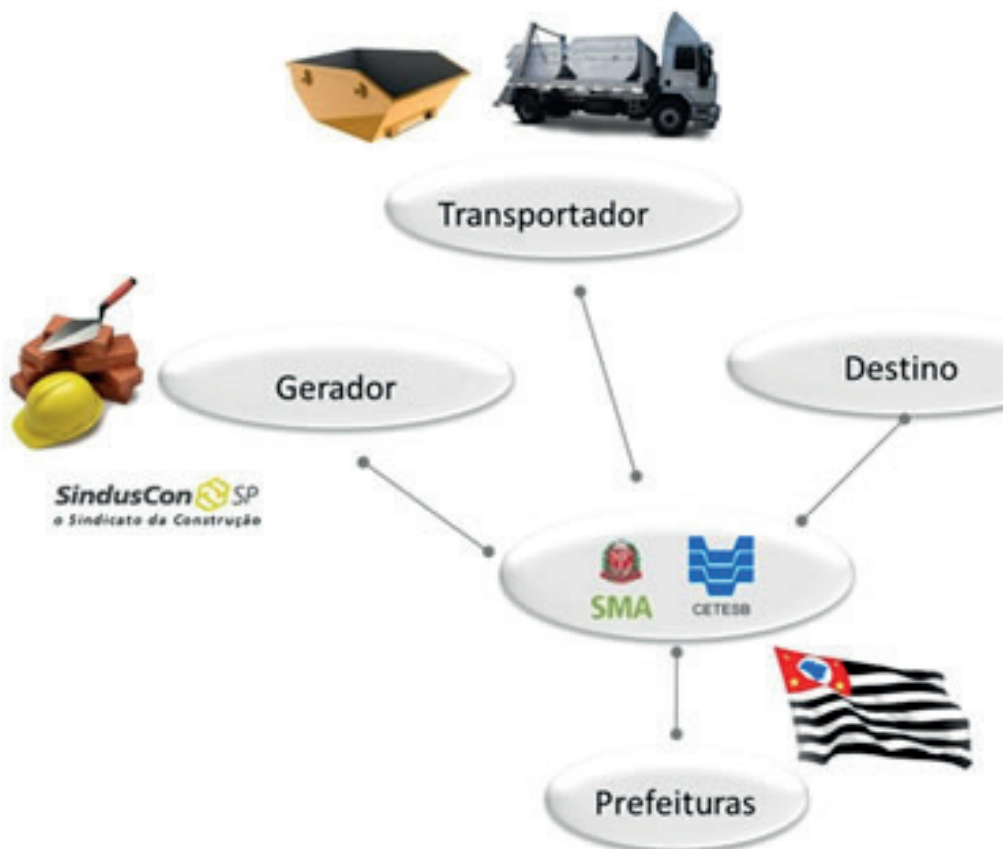 Transportador
Gerador
Destino
SindusCon SP
o Sindicato da Construção
SMA
CETESB
Prefeituras